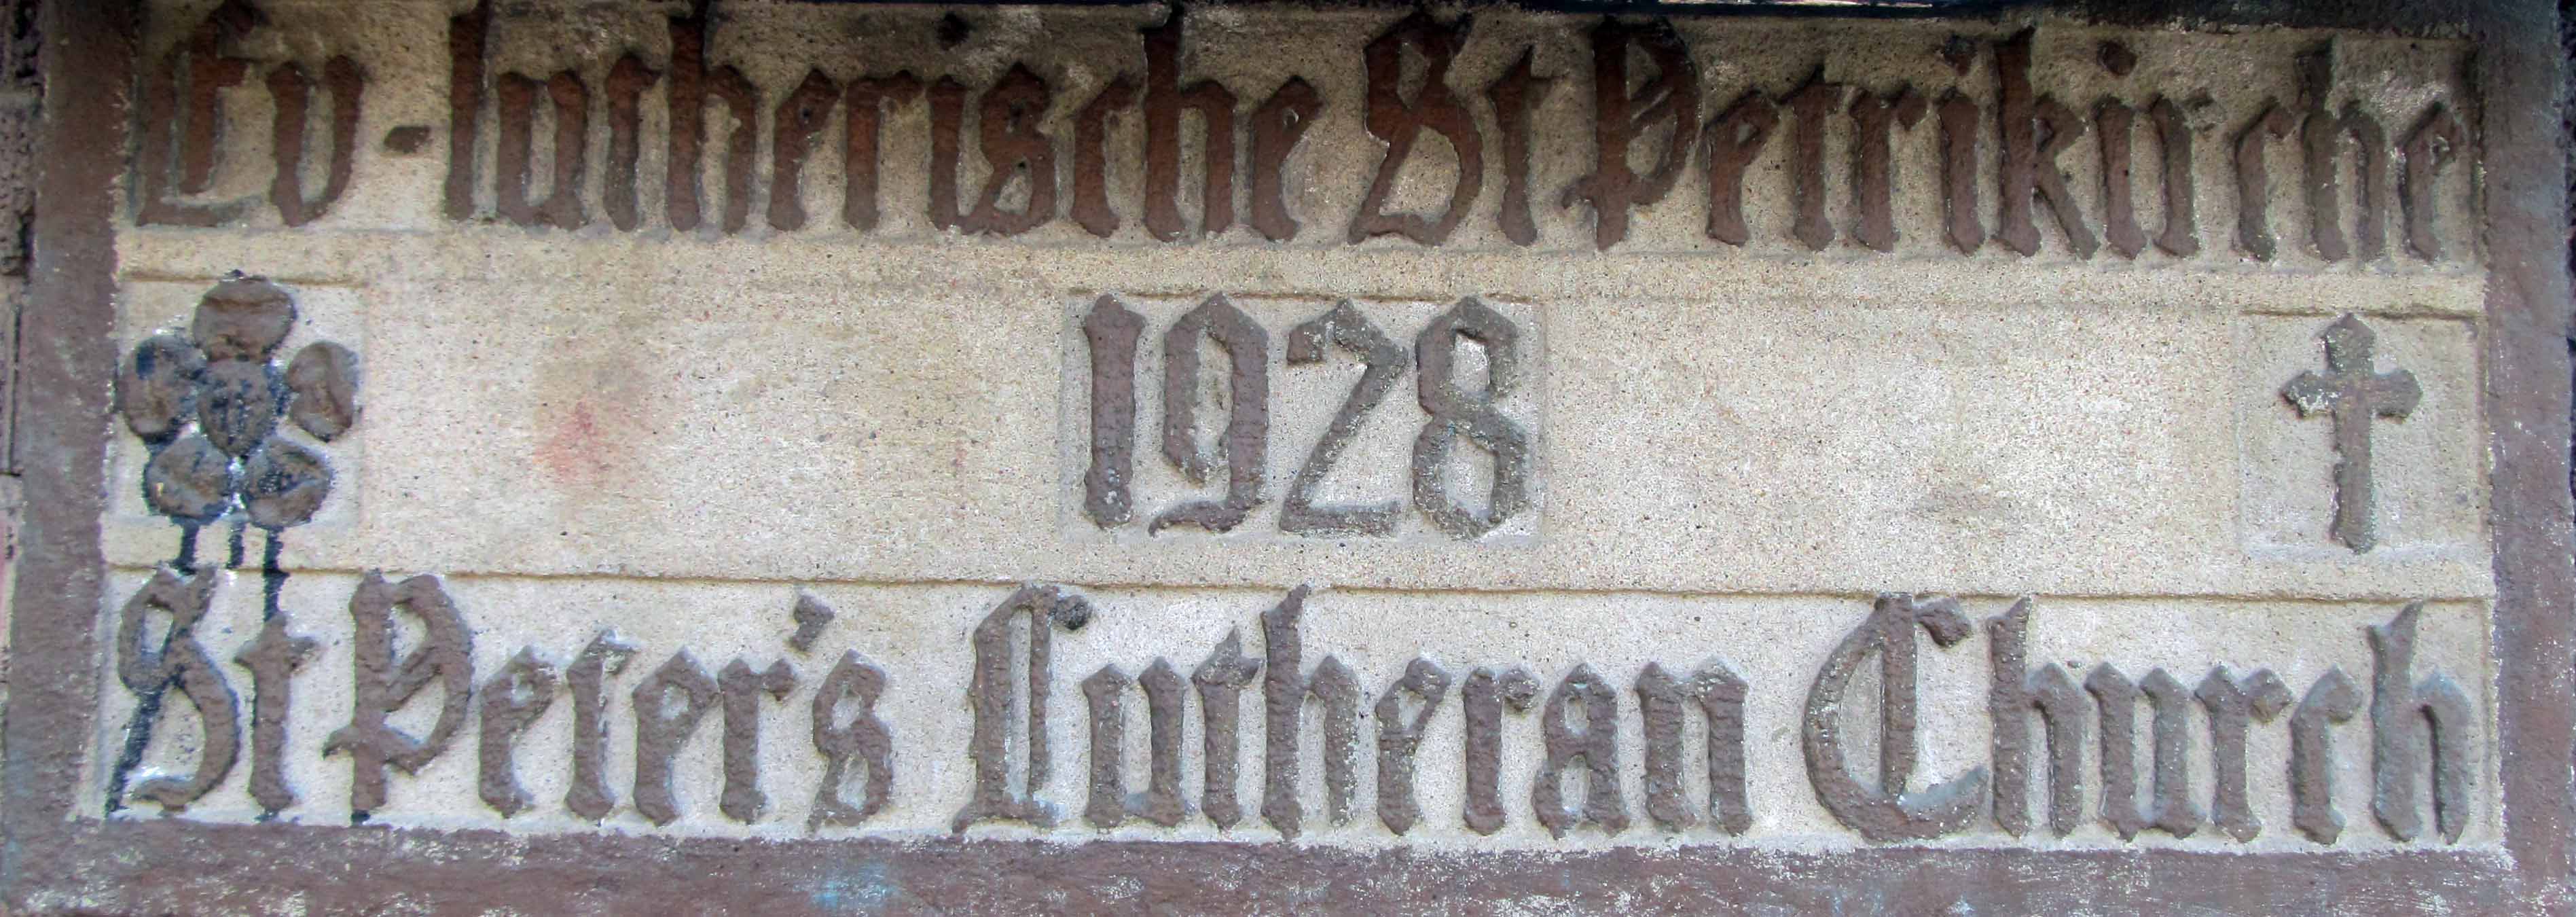 Ev-lutherische St Petrikirche
1928
St Peter's Lutheran Church